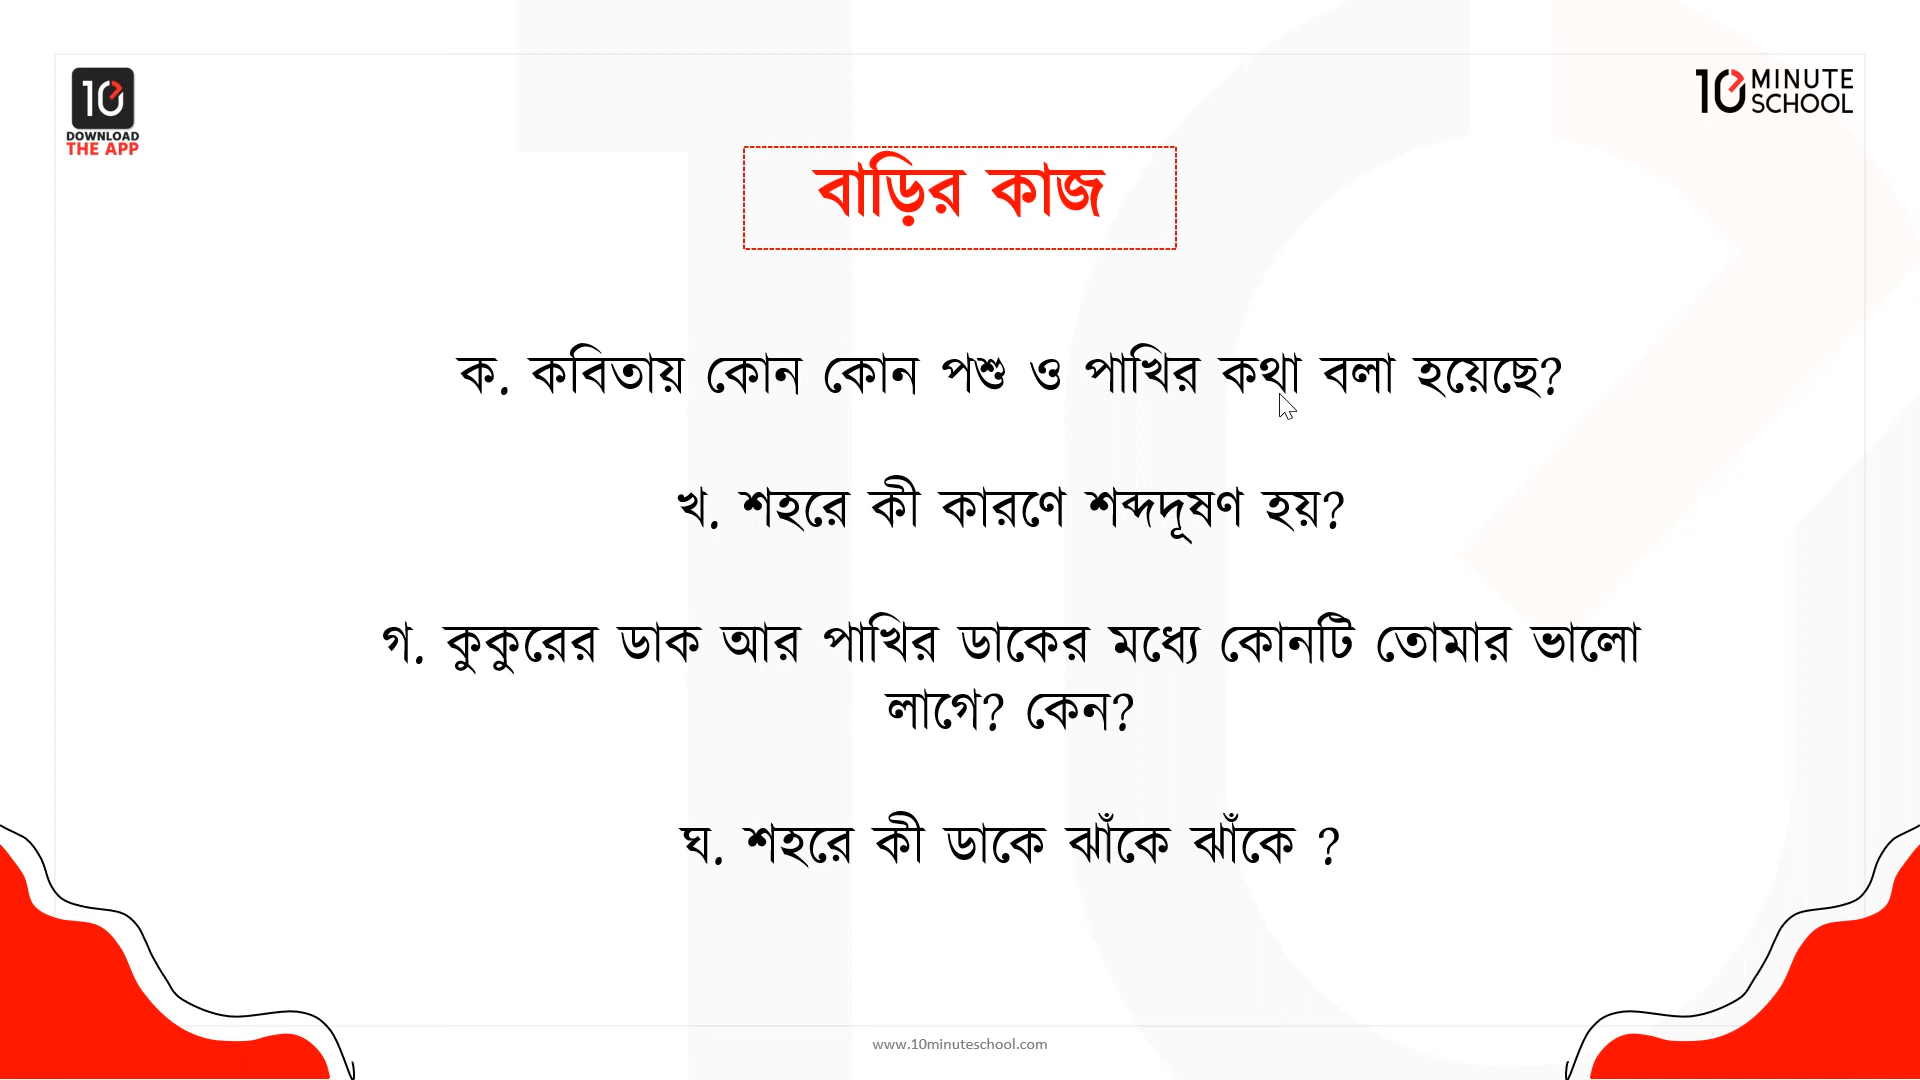 10
DOWNLOAD
THE APP
10 MINUTE
SCHOOL
বাড়ির কাজ
ক. কবিতায় কোন কোন পশু ও পাখির কথা বলা হয়েছে?
খ. শহরে কী কারণে শব্দদূষণ হয়?
গ. কুকুরের ডাক আর পাখির ডাকের মধ্যে কোনটি তোমার ভালো
লাগে? কেন?
ঘ. শহরে কী ডাকে ঝাঁকে ঝাঁকে ?
www.10minuteschool.com